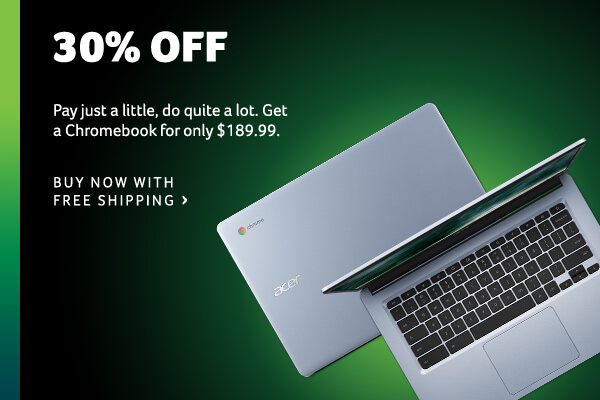 30% OFF
Pay just a little, do quite a lot. Get
a Chromebook for only $189.99.
BUY NOW WITH
FREE SHIPPING ›
chrome
acer